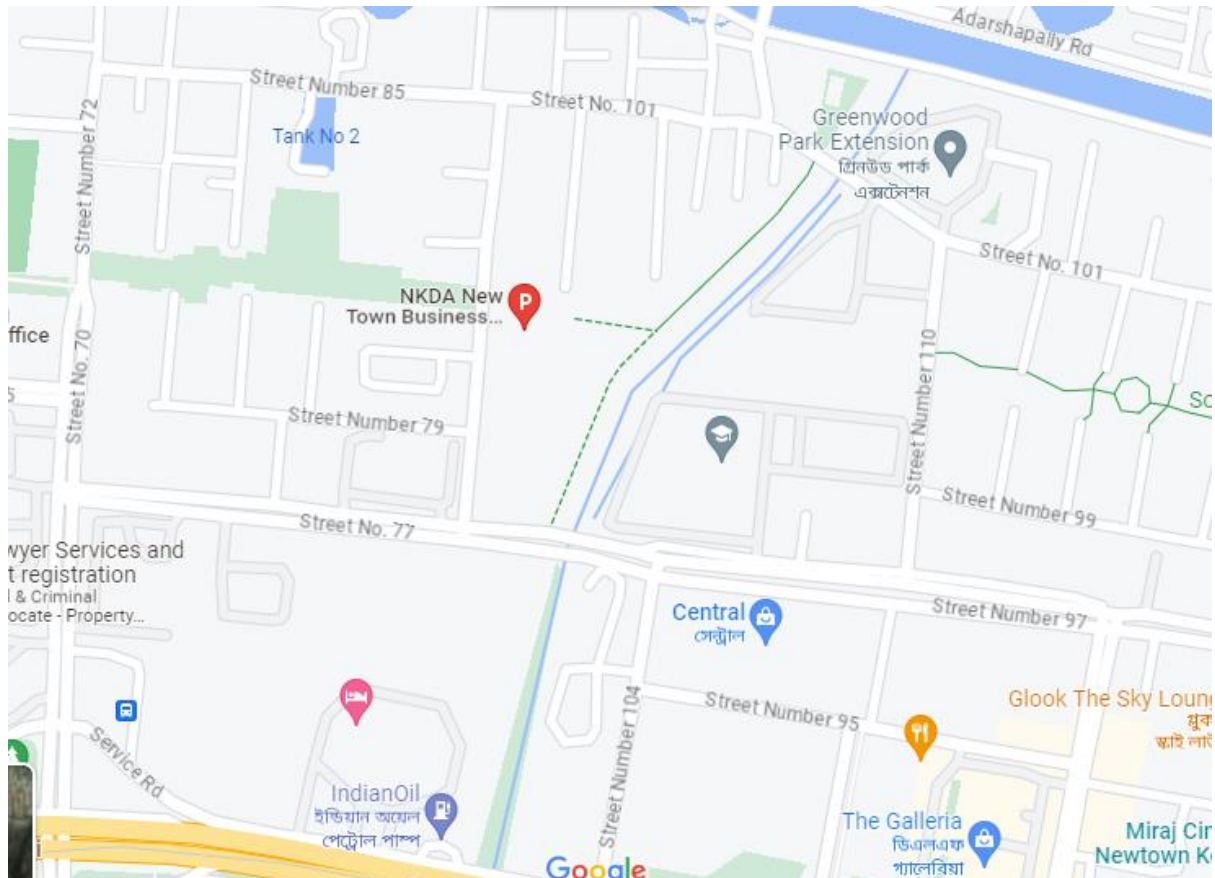 Adarshapally Rd
Street Number 85
Street No. 101
Street Number 72
Tank No 2
Greenwood
Park Extension
গ্রিনউড পার্ক
এক্সটেনশন
Street No. 101
NKDA New
Town Business...
P
ffice
Street No. 70
Street Number 110
Street Number 79
Street Number 99
Street No. 77
wyer Services and
t registration
l & Criminal
ocate - Property...
Central
সেন্ট্রাল
Street Number 97
Street Number 104
Street Number 95
Glook The Sky Loung
Service Rd
IndianOil
ইন্ডিয়ান অয়েল
পেট্রোল পাম্প
The Galleria
ডিএলএফ
গ্যালেরিয়া
Miraj Cin
Newtown Ko
Google